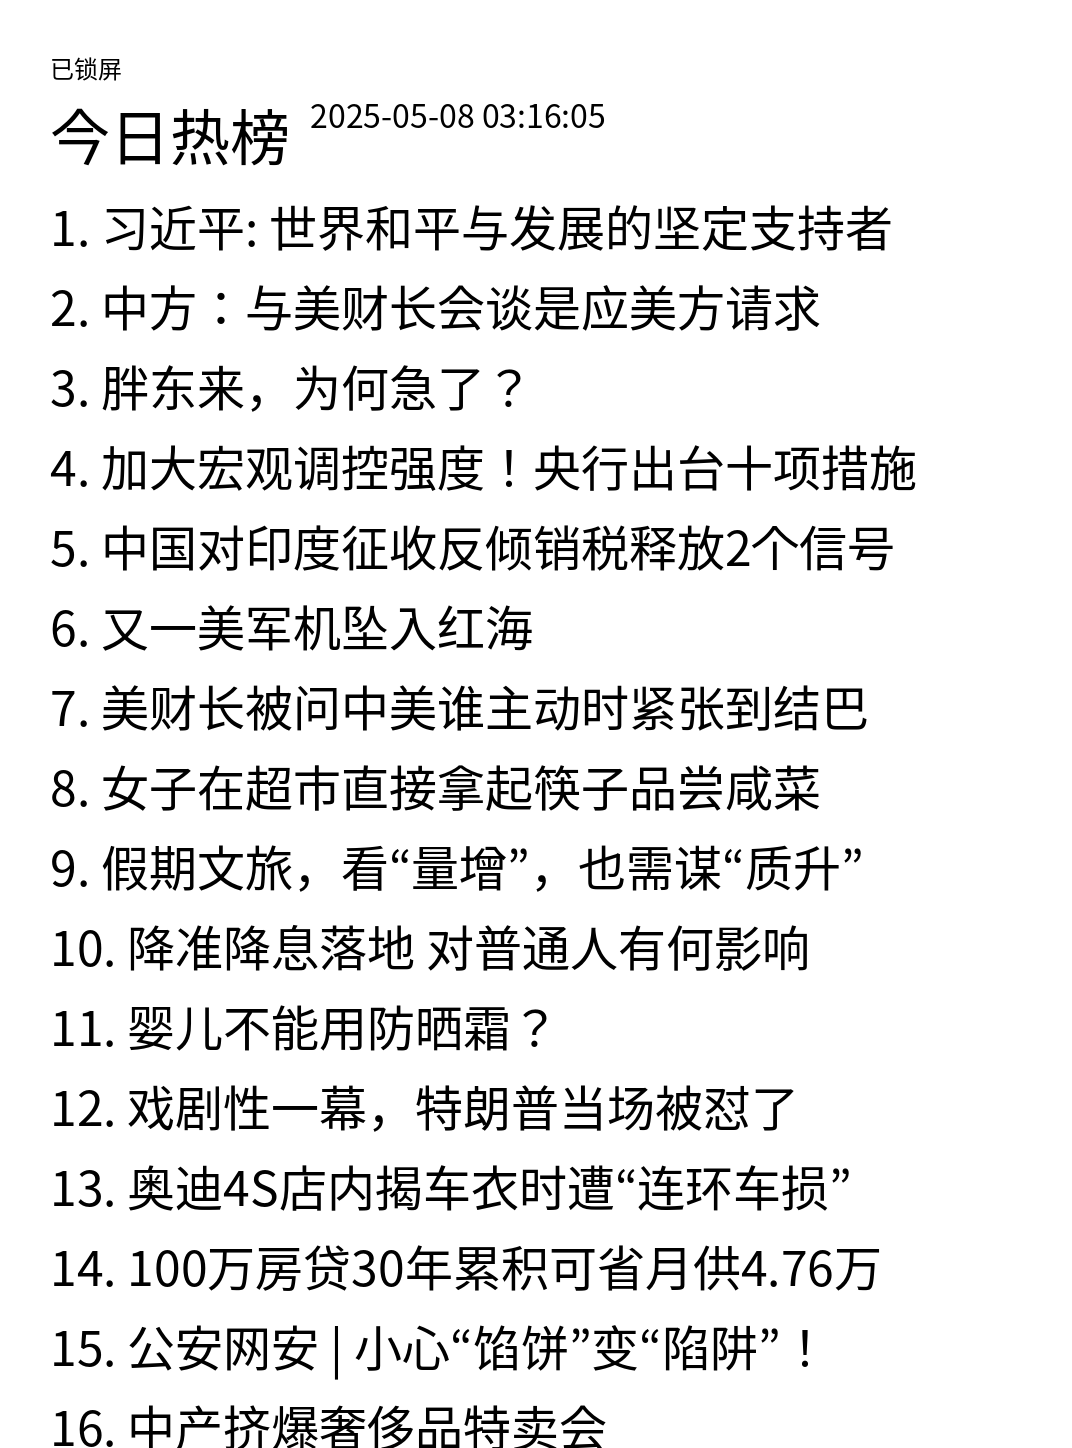 已锁屏
今日热榜 2025-05-08 03:16:05
1. 习近平: 世界和平与发展的坚定支持者
2. 中方：与美财长会谈是应美方请求
3. 胖东来，为何急了？
4. 加大宏观调控强度！央行出台十项措施
5. 中国对印度征收反倾销税释放2个信号
6. 又一美军机坠入红海
7. 美财长被问中美谁主动时紧张到结巴
8. 女子在超市直接拿起筷子品尝咸菜
9. 假期文旅，看“量增”，也需谋“质升”
10. 降准降息落地 对普通人有何影响
11. 婴儿不能用防晒霜？
12. 戏剧性一幕，特朗普当场被怼了
13. 奥迪4S店内揭车衣时遭“连环车损”
14. 100万房贷30年累积可省月供4.76万
15. 公安网安 | 小心“馅饼”变“陷阱”！
16. 中产挤爆奢侈品特卖会